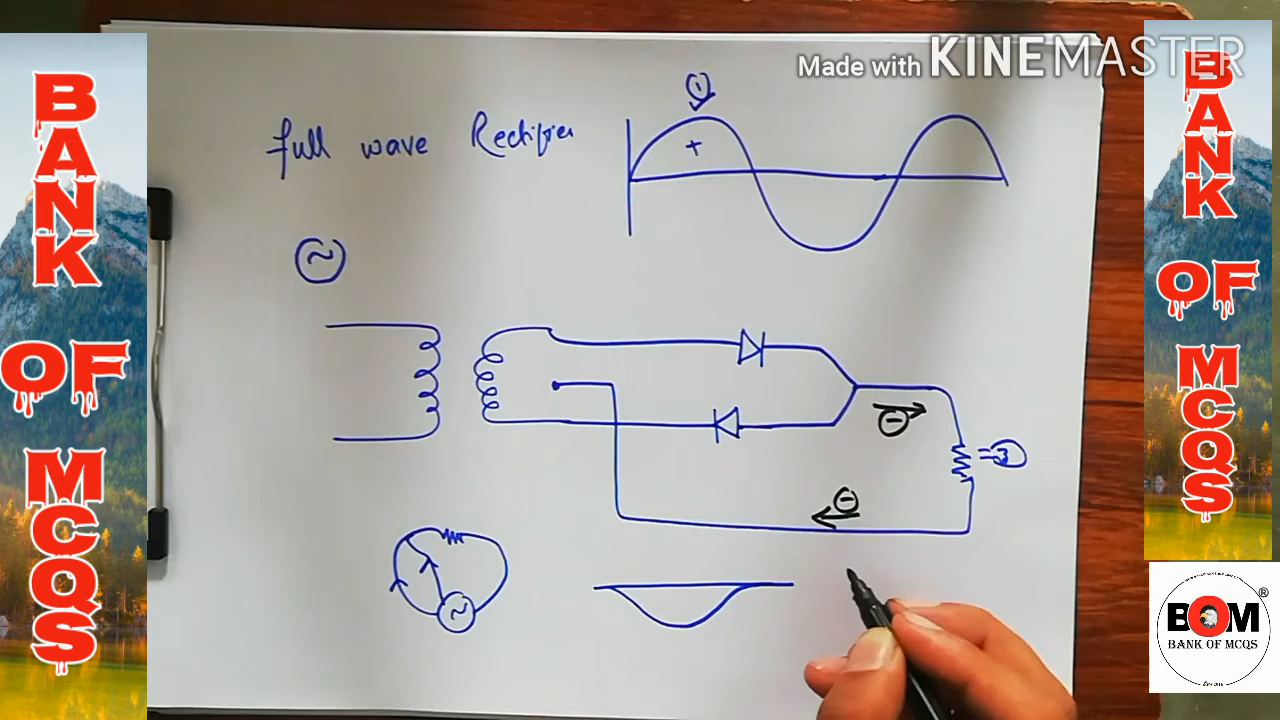 Made with KINEMASTER
BANK OF MCQS
BANK OF MCQS
full wave Rectifier
+
~
~
BOM®
BANK OF MCQS